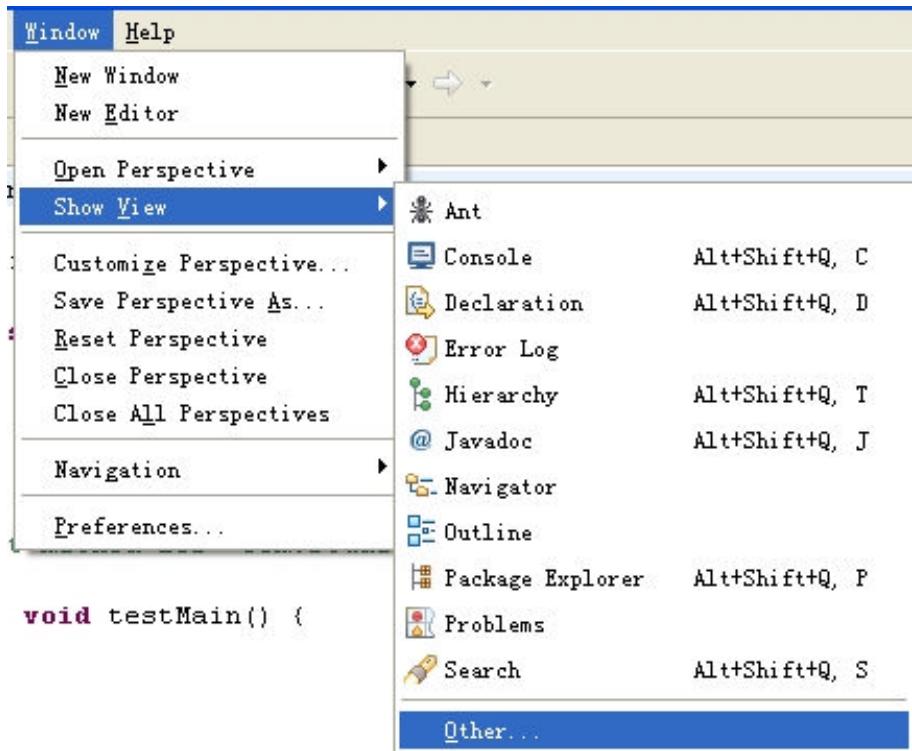 Window Help
New Window
New Editor
Open Perspective
Show View
Customize Perspective...
Save Perspective As...
Reset Perspective
Close Perspective
Close All Perspectives
Navigation
Preferences...
Ant
Console Alt+Shift+Q, C
Declaration Alt+Shift+Q, D
Error Log
Hierarchy Alt+Shift+Q, T
Javadoc Alt+Shift+Q, J
Navigator
Outline
Package Explorer Alt+Shift+Q, P
Problems
Search Alt+Shift+Q, S
Other...
void testMain() {